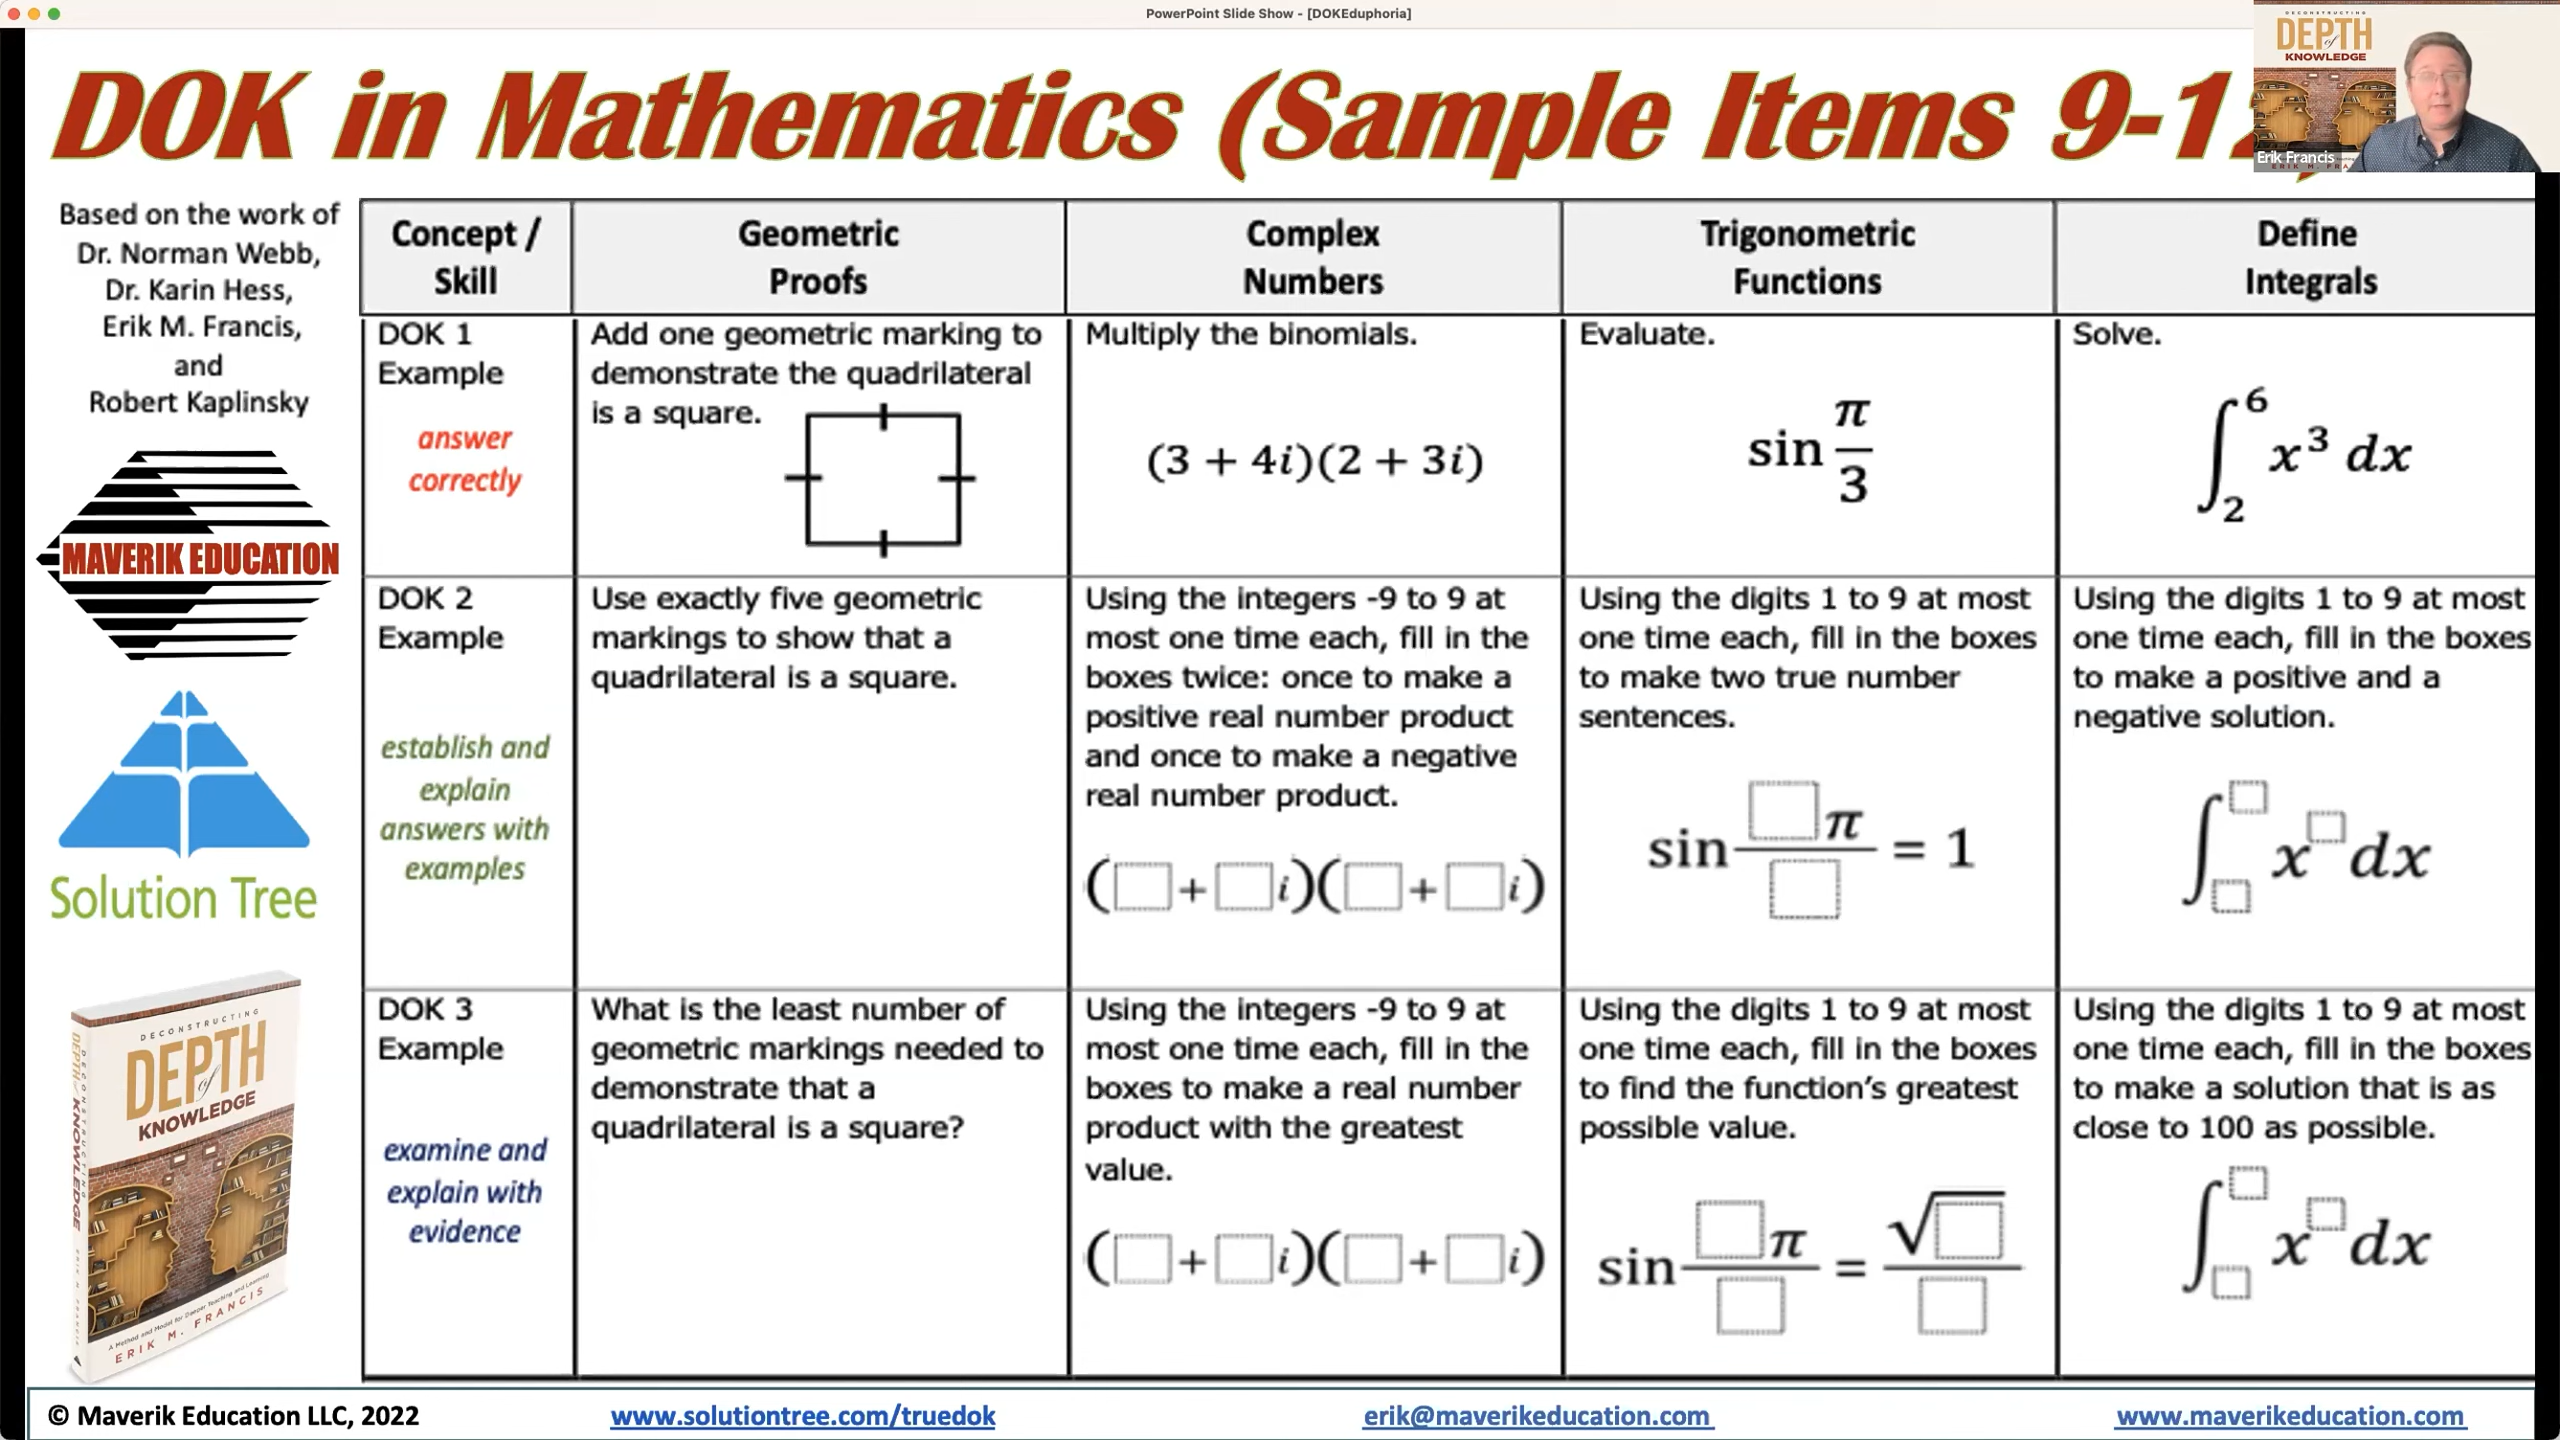 PowerPoint Slide Show - [DOKEduphoria]
DECONSTRUCTING
DEPTH
of
KNOWLEDGE
Erik Francis
DOK in Mathematics (Sample Items 9-12)
Based on the work of
Dr. Norman Webb,
Dr. Karin Hess,
Erik M. Francis,
and
Robert Kaplinsky
MAVERIK EDUCATION
Solution Tree
DECONSTRUCTING
DEPTH
of
KNOWLEDGE
A Method and Model for Deeper Teaching and Learning
ERIK M. FRANCIS
Concept /
Skill
Geometric
Proofs
Complex
Numbers
Trigonometric
Functions
Define
Integrals
DOK 1
Example
answer
correctly
Add one geometric marking to
demonstrate the quadrilateral
is a square.
Multiply the binomials.
(3 + 4i)(2 + 3i)
Evaluate.
sin π/3
Solve.
∫₂⁶ x³ dx
DOK 2
Example
establish and
explain
answers with
examples
Use exactly five geometric
markings to show that a
quadrilateral is a square.
Using the integers -9 to 9 at
most one time each, fill in the
boxes twice: once to make a
positive real number product
and once to make a negative
real number product.
(□ + □i)(□ + □i)
Using the digits 1 to 9 at most
one time each, fill in the boxes
to make two true number
sentences.
sin □π/□ = 1
Using the digits 1 to 9 at most
one time each, fill in the boxes
to make a positive and a
negative solution.
∫ x dx
DOK 3
Example
examine and
explain with
evidence
What is the least number of
geometric markings needed to
demonstrate that a
quadrilateral is a square?
Using the integers -9 to 9 at
most one time each, fill in the
boxes to make a real number
product with the greatest
value.
(□ + □i)(□ + □i)
Using the digits 1 to 9 at most
one time each, fill in the boxes
to find the function's greatest
possible value.
sin □π/□ = √□/□
Using the digits 1 to 9 at most
one time each, fill in the boxes
to make a solution that is as
close to 100 as possible.
∫ x dx
© Maverik Education LLC, 2022
www.solutiontree.com/truedok
erik@maverikeducation.com
www.maverikeducation.com